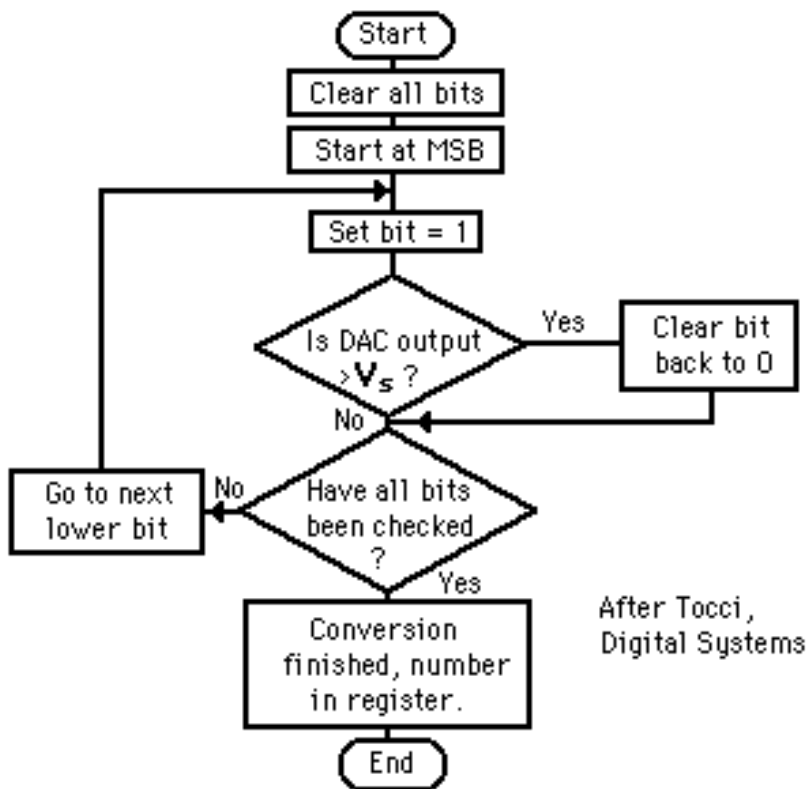 Start
Clear all bits
Start at MSB
Set bit = 1
Is DAC output
>Vs ?
Yes
Clear bit
back to 0
No
Have all bits
been checked
?
No
Go to next
lower bit
Yes
Conversion
finished, number
in register.
End
After Tocci,
Digital Systems